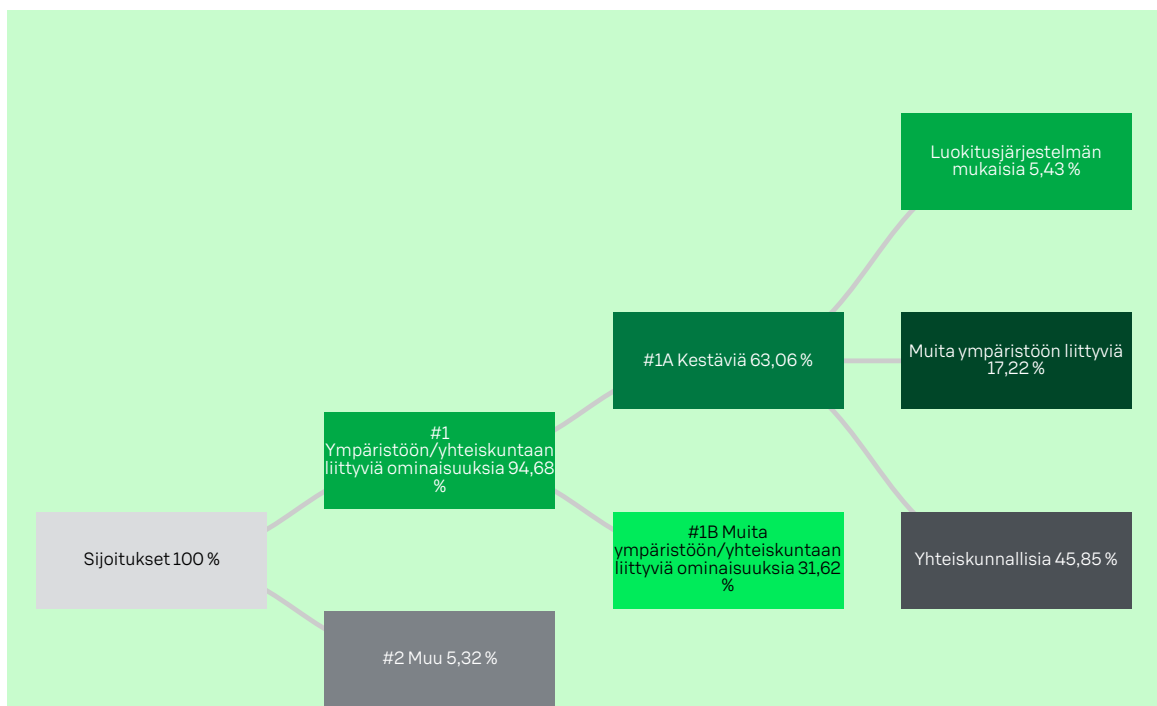 Luokitusjärjestelmän
mukaisia 5,43 %
#1A Kestäviä 63,06 %
Muita ympäristöön liittyviä
17,22 %
#1
Ympäristöön/yhteiskuntaan
liittyviä ominaisuuksia 94,68
%
Sijoitukset 100 %
#1B Muita
ympäristöön/yhteiskuntaan
liittyviä ominaisuuksia 31,62
%
Yhteiskunnallisia 45,85 %
#2 Muu 5,32 %